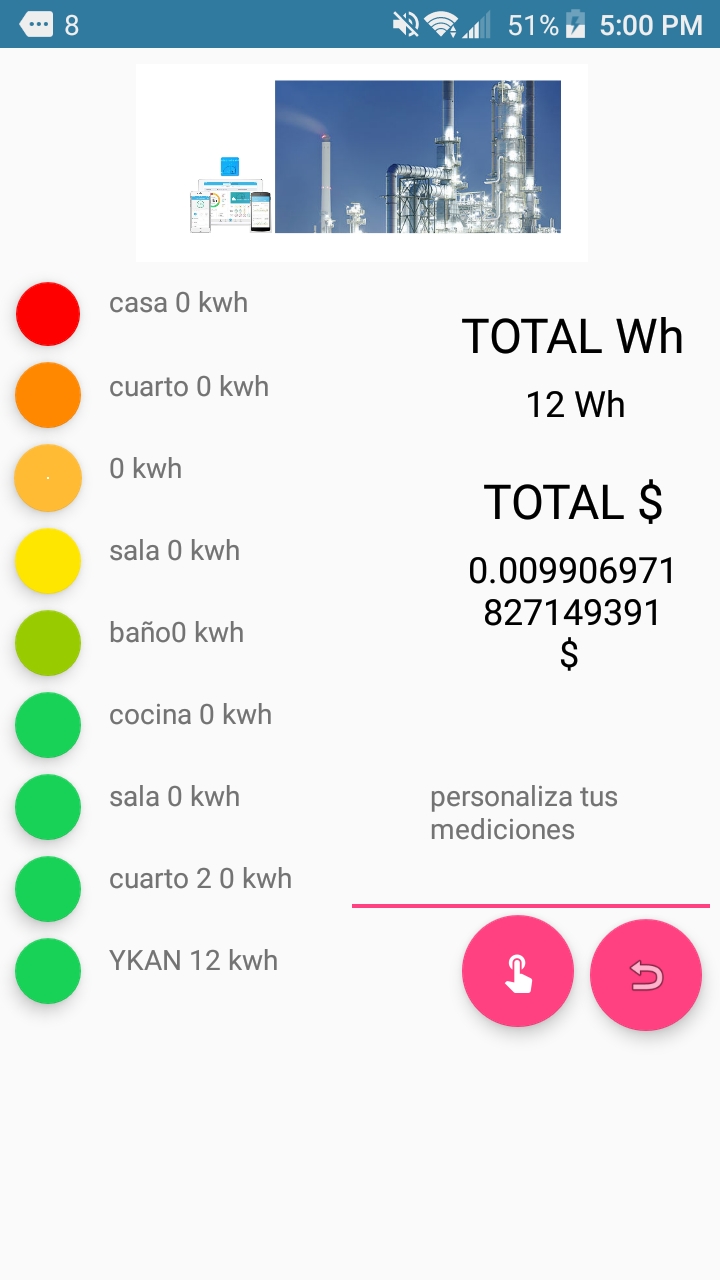 8
51% 5:00 PM
casa 0 kwh
cuarto 0 kwh
0 kwh
sala 0 kwh
baño0 kwh
cocina 0 kwh
sala 0 kwh
cuarto 2 0 kwh
YKAN 12 kwh
TOTAL Wh
12 Wh
TOTAL $
0.009906971
827149391
$
personaliza tus
mediciones